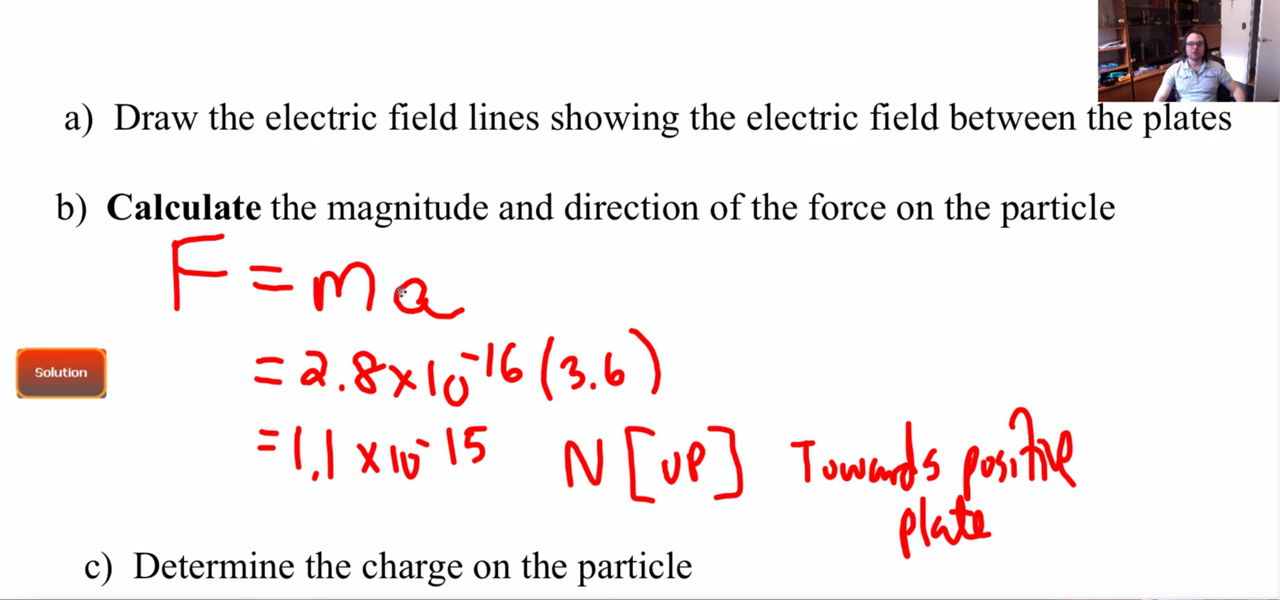 a) Draw the electric field lines showing the electric field between the plates
b) Calculate the magnitude and direction of the force on the particle
F = ma
= 2.8×10⁻¹⁶ (3.6)
Solution
= 1.1 × 10⁻¹⁵ N [UP] Towards positive
plate
c) Determine the charge on the particle